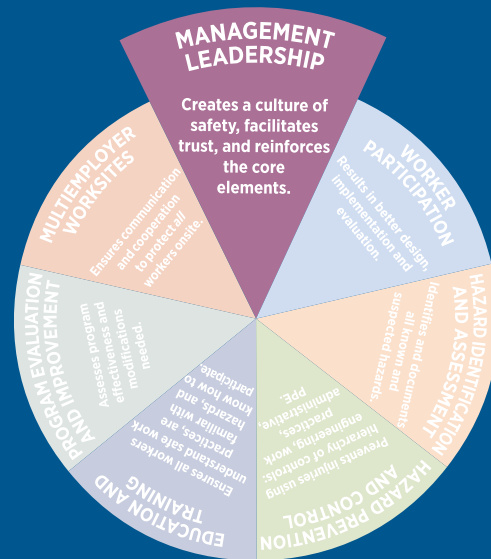 MANAGEMENT
LEADERSHIP
Creates a culture of
safety, facilitates
trust, and reinforces
the core
elements.
WORKER
PARTICIPATION
Results in better design,
implementation and
evaluation.
HAZARD IDENTIFICATION
AND ASSESSMENT
Identifies and documents
all known and
suspected hazards.
HAZARD PREVENTION
AND CONTROL
Prevents injuries using
hierarchy of controls:
engineering, work
practices,
administrative,
PPE.
EDUCATION AND
TRAINING
Ensures all workers
understand safe work
practices, are
familiar with
hazards, and
know how to
participate.
PROGRAM EVALUATION
AND IMPROVEMENT
Assesses program
effectiveness and
modifications
needed.
MULTIEMPLOYER
WORKSITES
Ensures communication
and cooperation
to protect all
workers onsite.